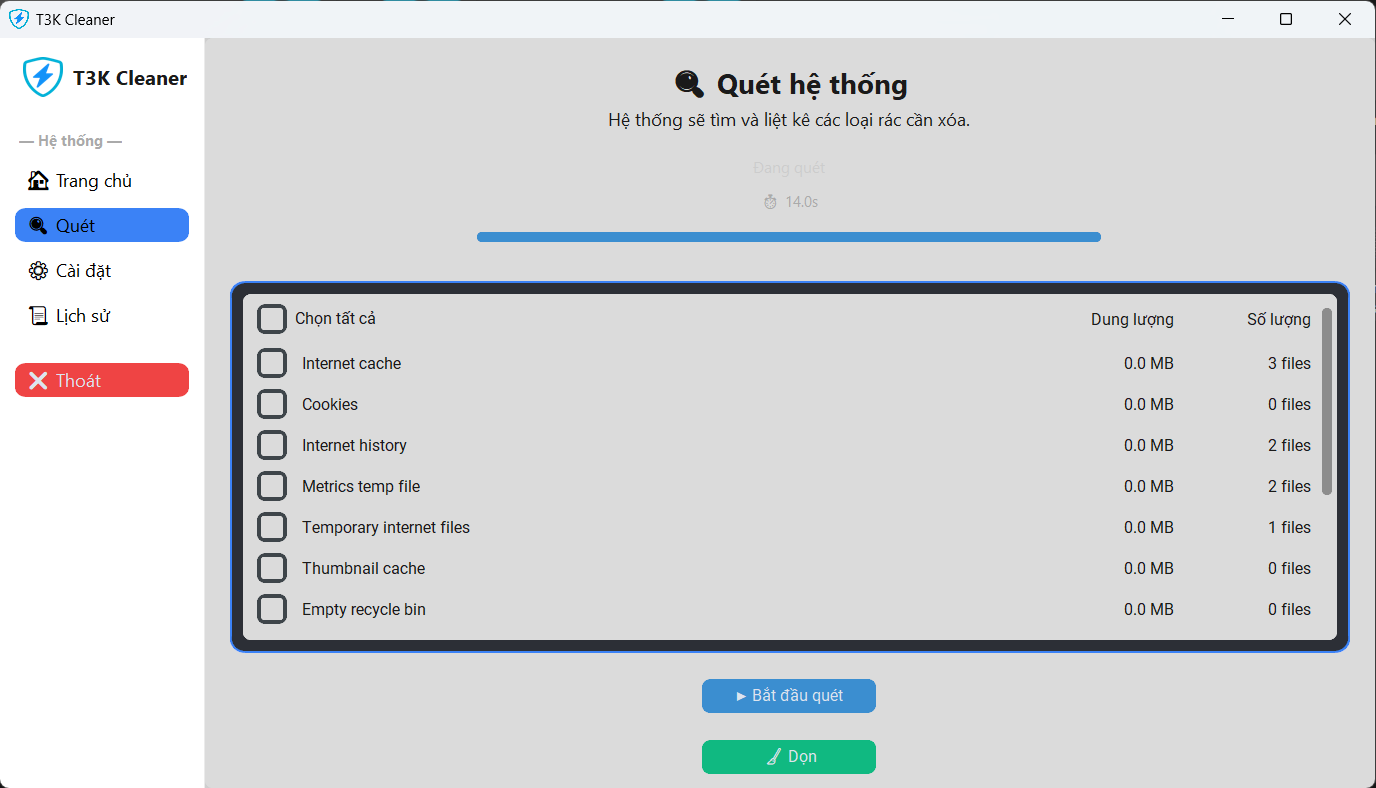 T3K Cleaner
T3K Cleaner
— Hệ thống —
Trang chủ
Quét
Cài đặt
Lịch sử
Thoát
Quét hệ thống
Hệ thống sẽ tìm và liệt kê các loại rác cần xóa.
Đang quét
14.0s
Chọn tất cả Dung lượng Số lượng
Internet cache 0.0 MB 3 files
Cookies 0.0 MB 0 files
Internet history 0.0 MB 2 files
Metrics temp file 0.0 MB 2 files
Temporary internet files 0.0 MB 1 files
Thumbnail cache 0.0 MB 0 files
Empty recycle bin 0.0 MB 0 files
Bắt đầu quét
Dọn